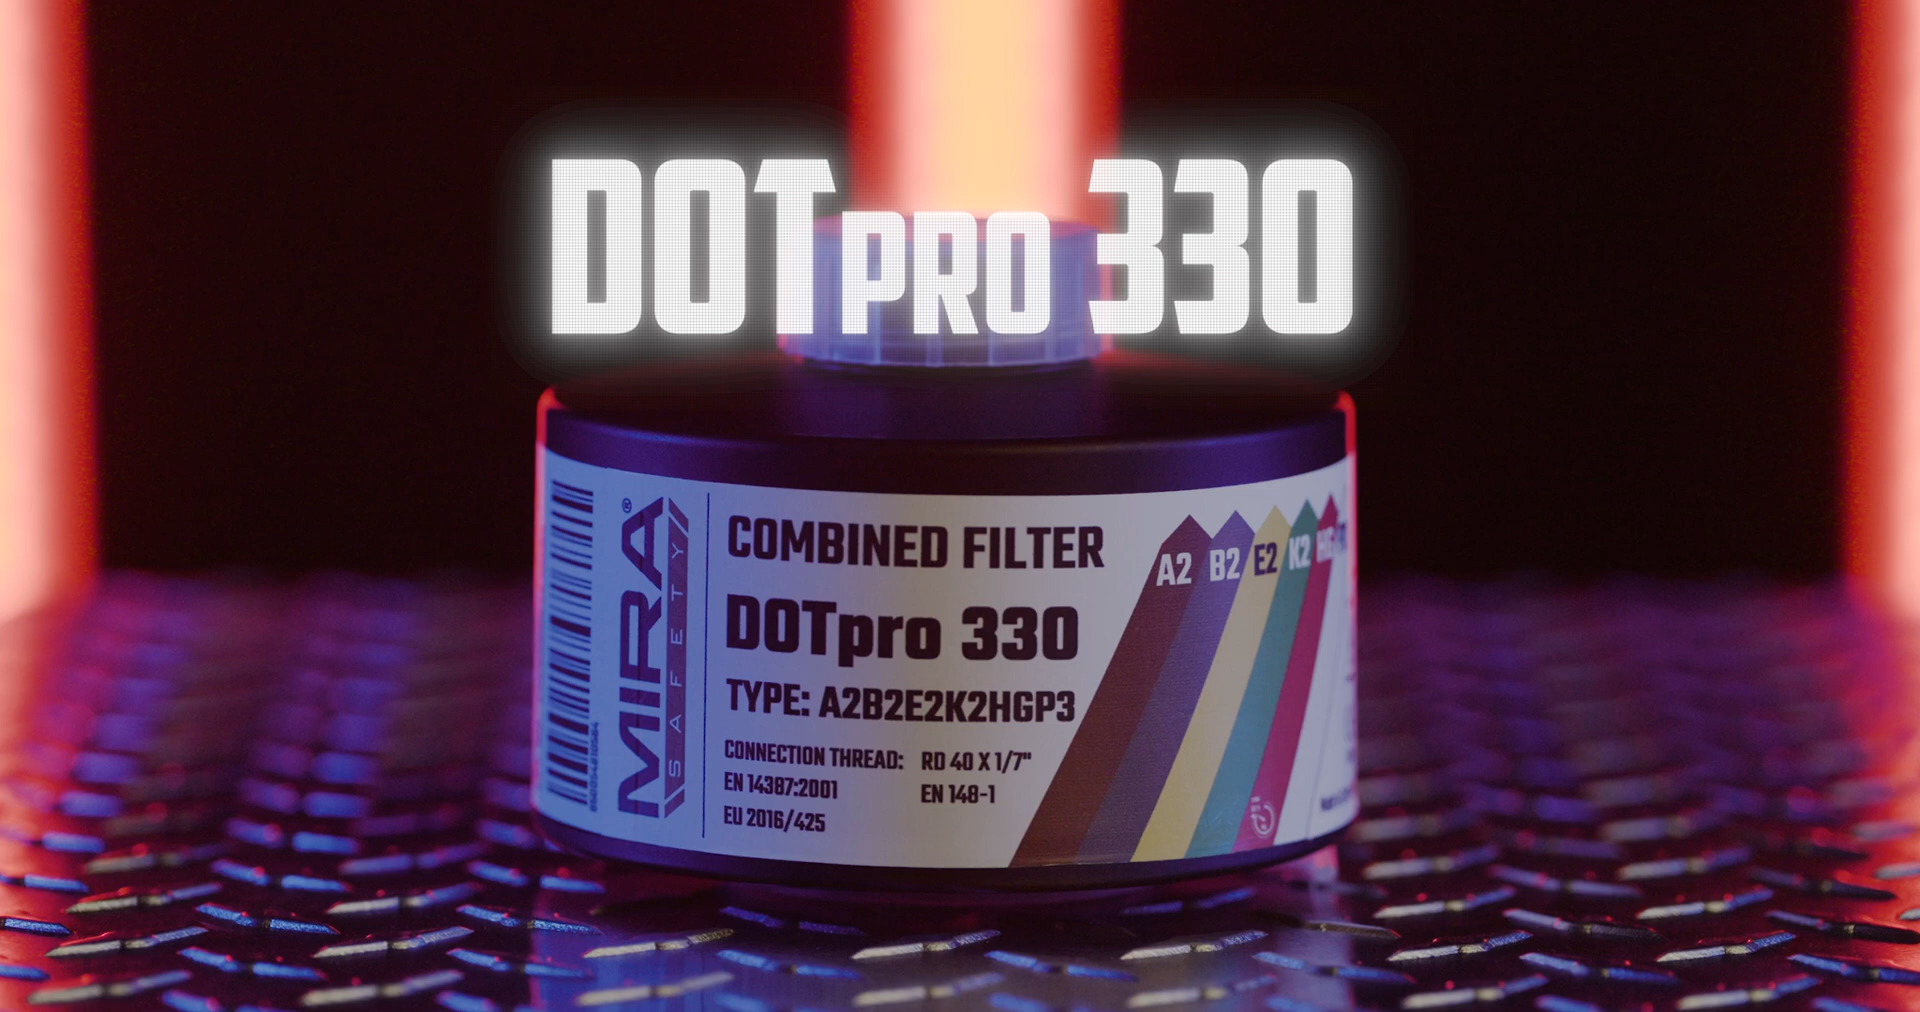 DOTPRO 330
MIRA®
SAFETY
COMBINED FILTER
DOTpro 330
TYPE: A2B2E2K2HGP3
CONNECTION THREAD: RD 40 X 1/7"
EN 14387:2001 EN 148-1
EU 2016/425
A2 B2 E2 K2